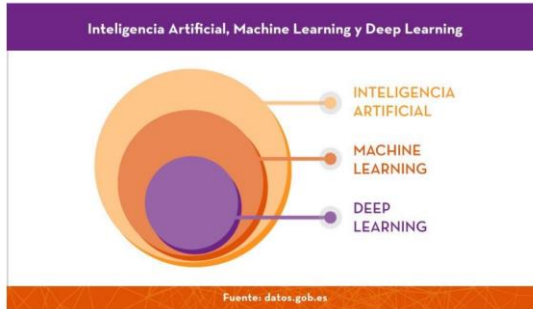 Inteligencia Artificial, Machine Learning y Deep Learning
INTELIGENCIA
ARTIFICIAL
MACHINE
LEARNING
DEEP
LEARNING
Fuente: datos.gob.es